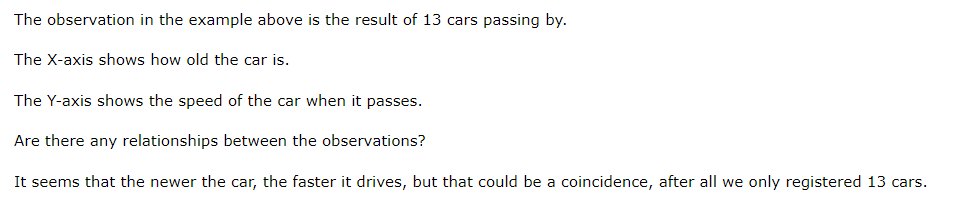 The observation in the example above is the result of 13 cars passing by.
The X-axis shows how old the car is.
The Y-axis shows the speed of the car when it passes.
Are there any relationships between the observations?
It seems that the newer the car, the faster it drives, but that could be a coincidence, after all we only registered 13 cars.